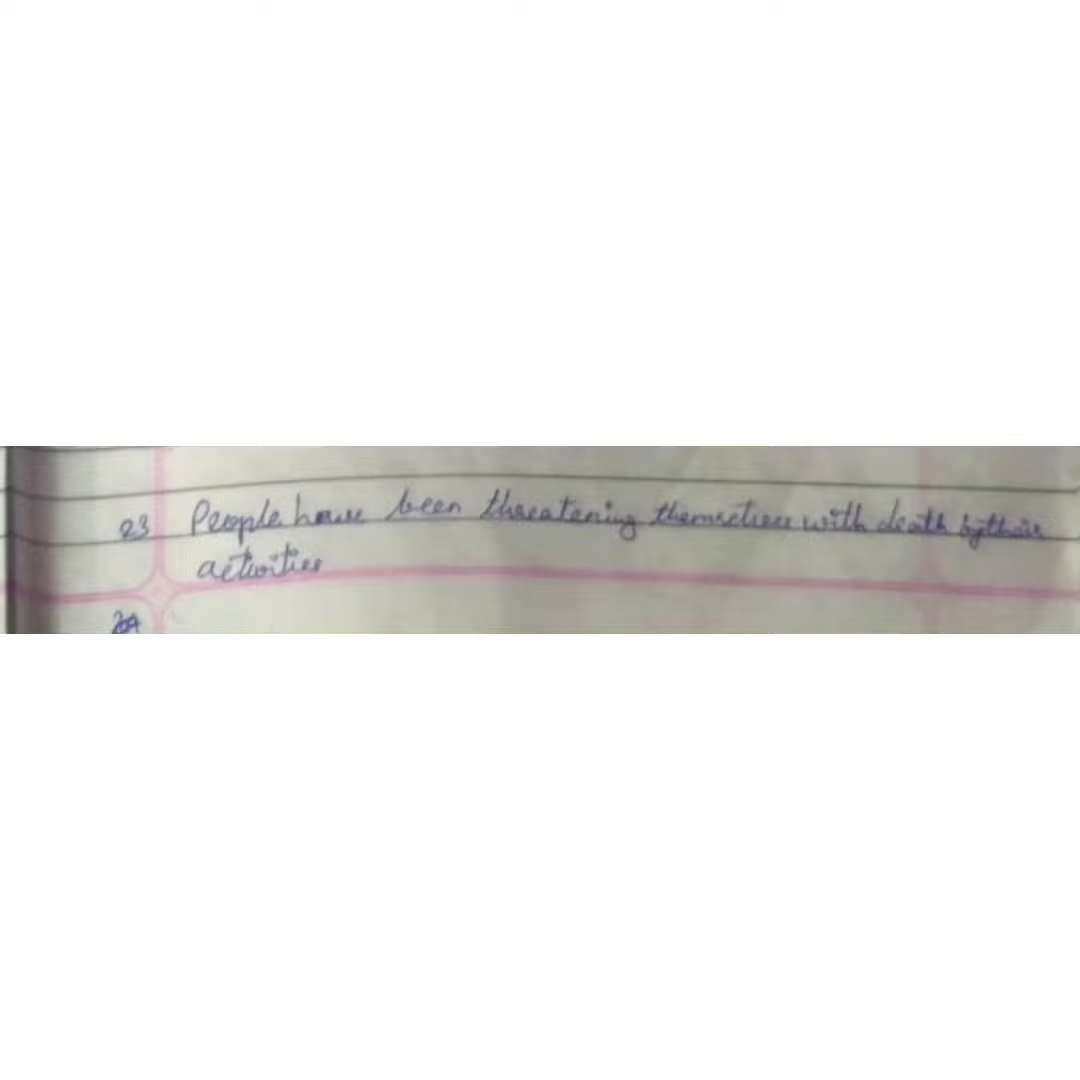 23 People have been threatening themselves with death by their
activities